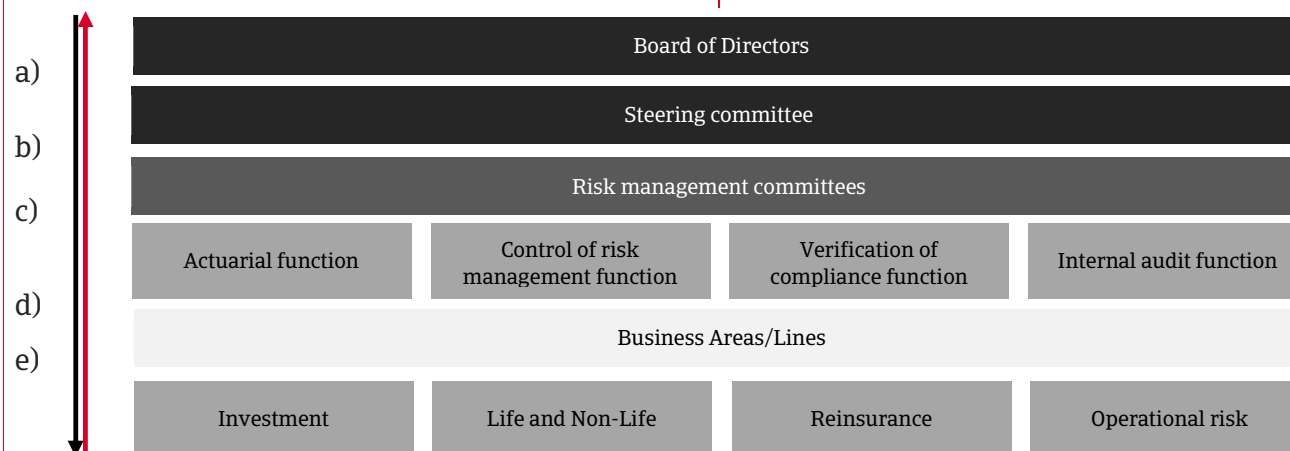 Board of Directors
a)
Steering committee
b)
Risk management committees
c)
Actuarial function
Control of risk
management function
Verification of
compliance function
Internal audit function
d)
Business Areas/Lines
e)
Investment
Life and Non-Life
Reinsurance
Operational risk